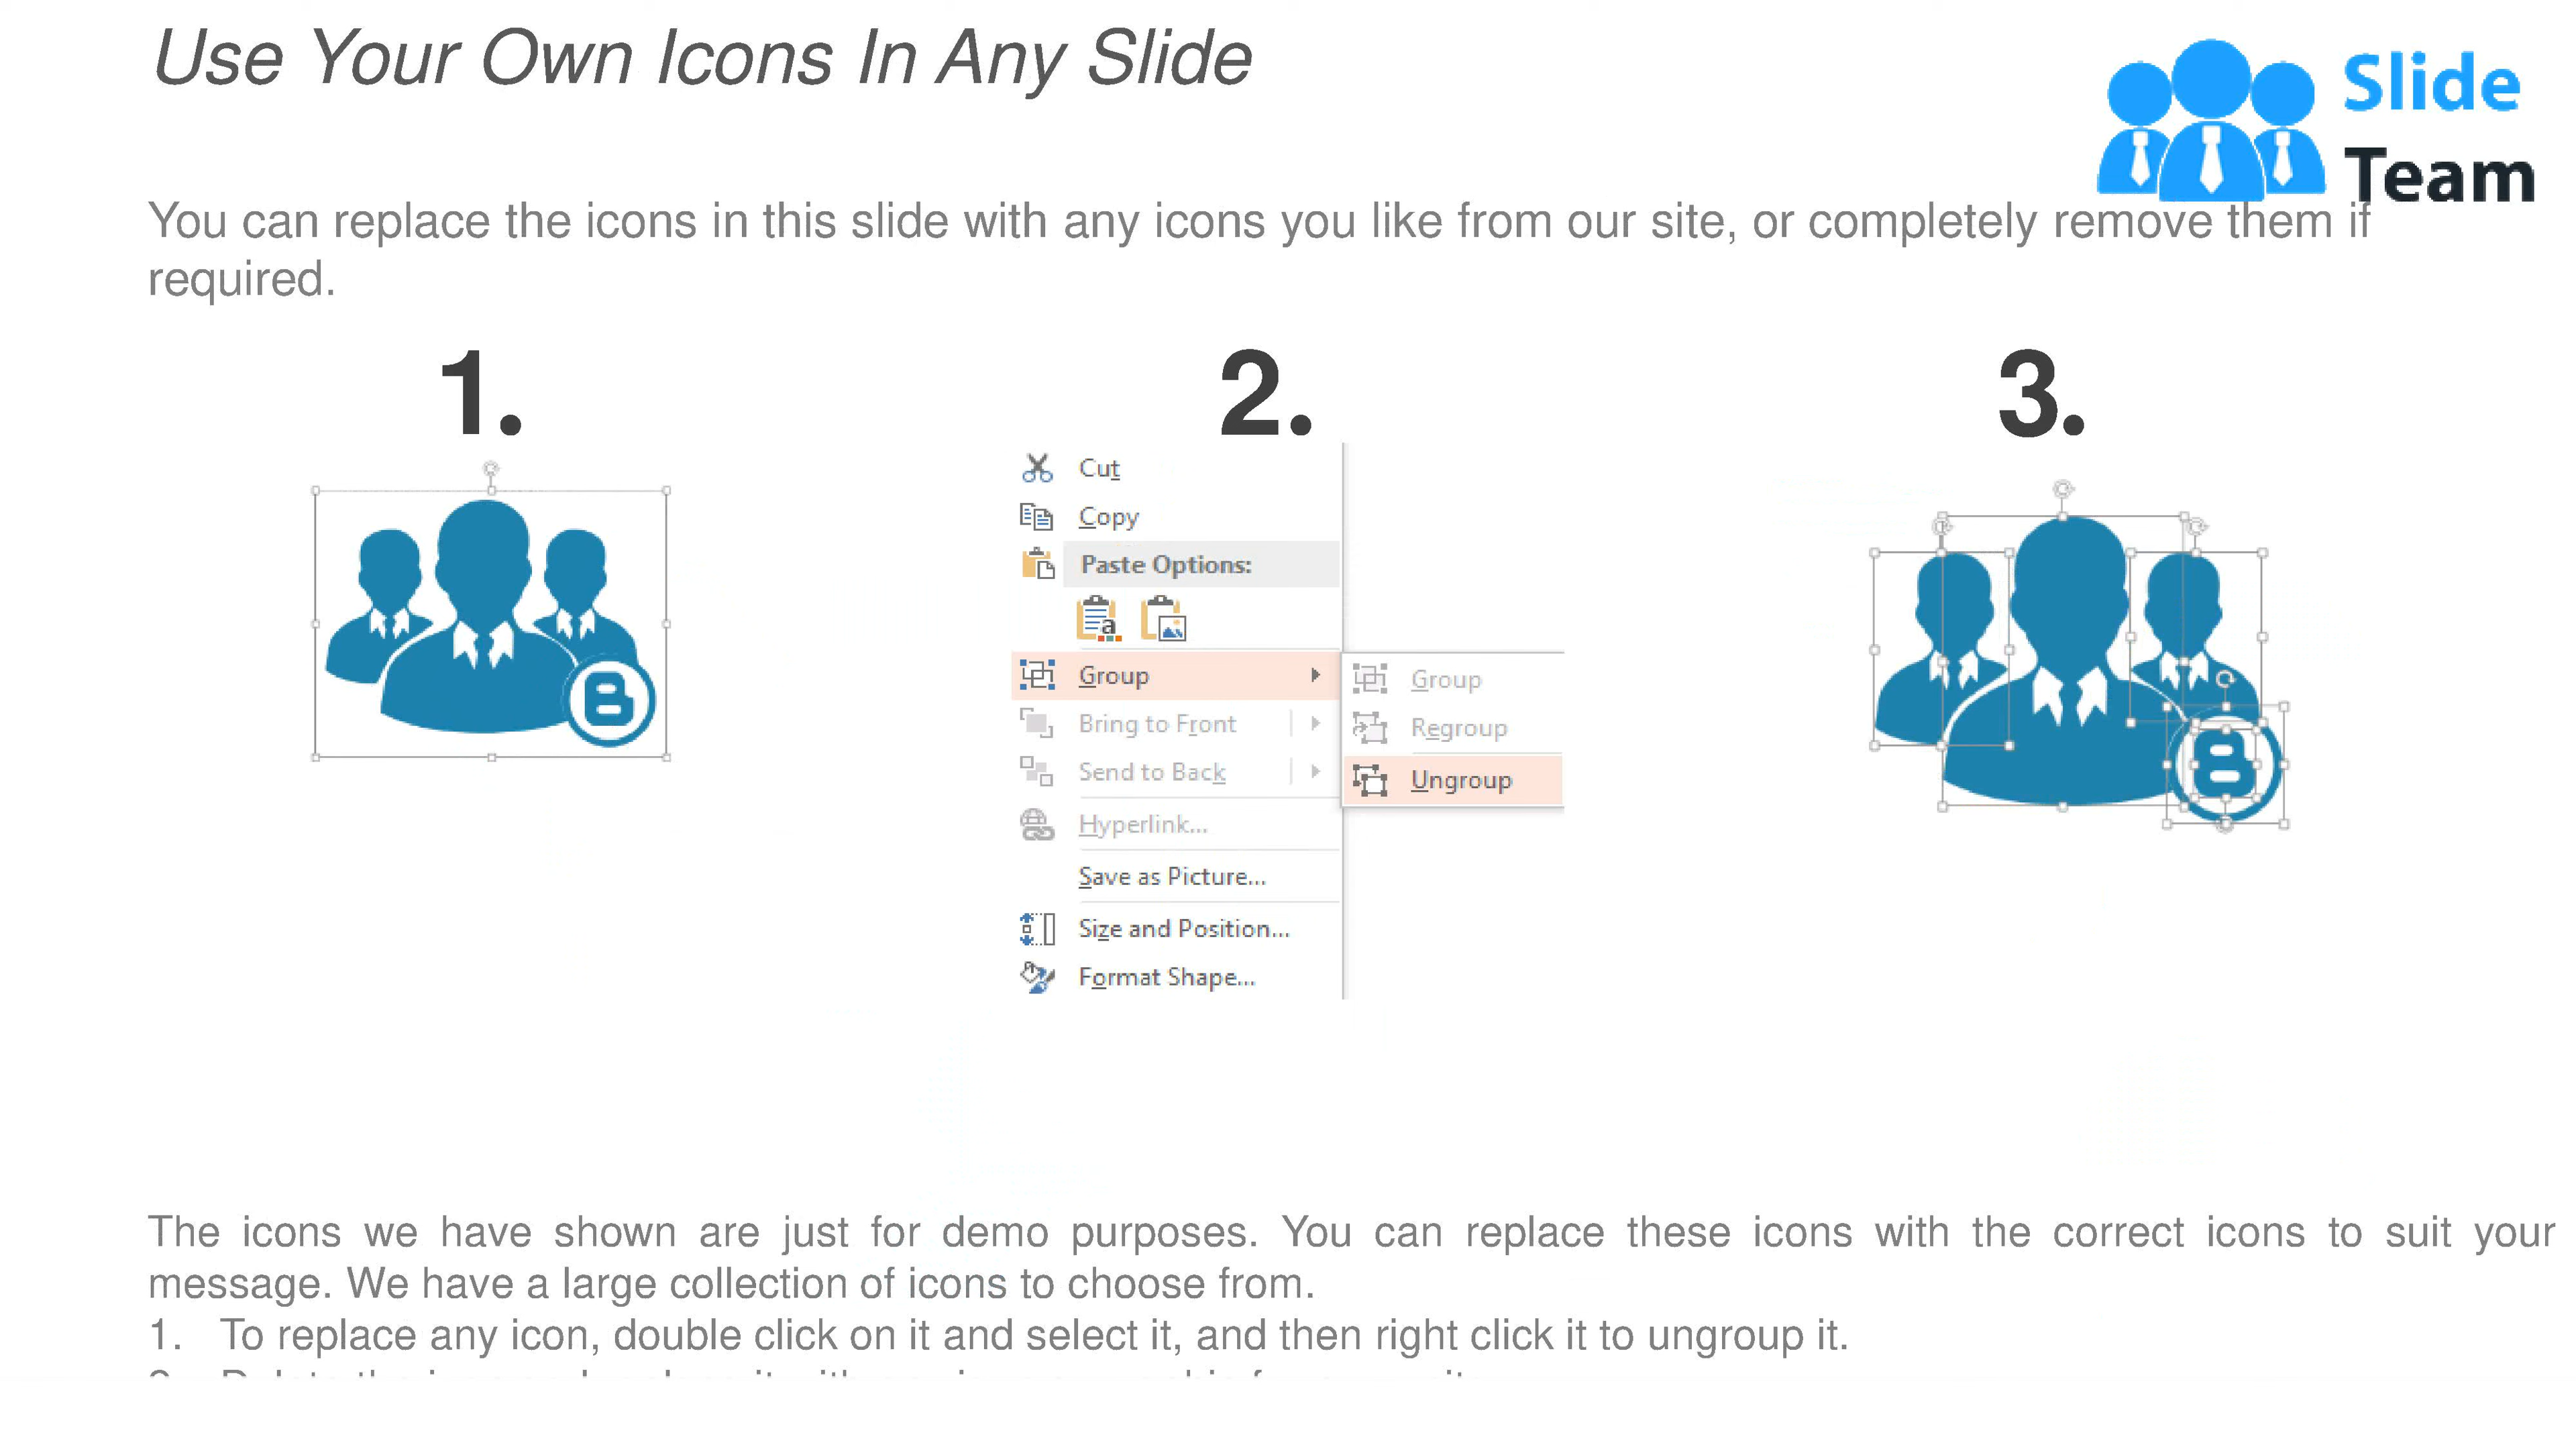 Use Your Own Icons In Any Slide
Slide
Team
You can replace the icons in this slide with any icons you like from our site, or completely remove them if
required.
1.
2.
3.
Cut
Copy
Paste Options:
Group
Bring to Front
Send to Back
Hyperlink...
Save as Picture...
Size and Position...
Format Shape...
Group
Regroup
Ungroup
The icons we have shown are just for demo purposes. You can replace these icons with the correct icons to suit your
message. We have a large collection of icons to choose from.
1. To replace any icon, double click on it and select it, and then right click it to ungroup it.